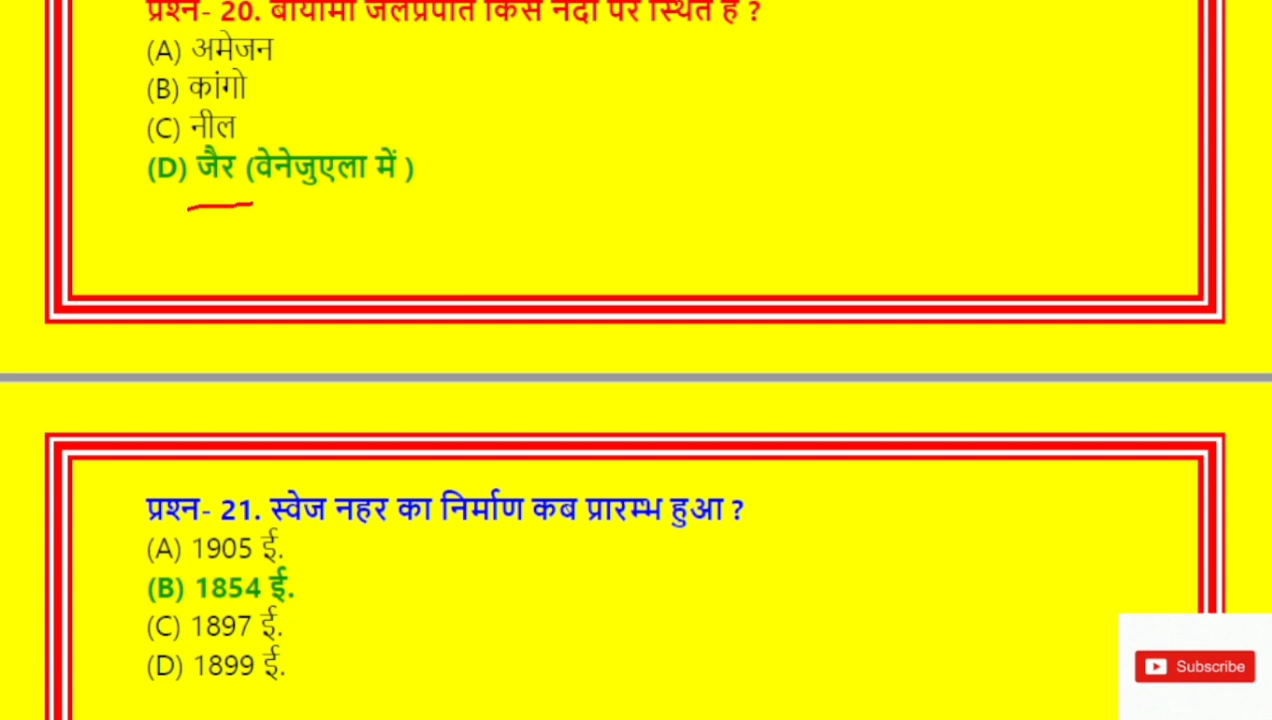 प्रश्न- 20. बोयोमा जलप्रपात किस नदी पर स्थित है ?
(A) अमेजन
(B) कांगो
(C) नील
(D) जैर (वेनेजुएला में )
प्रश्न- 21. स्वेज नहर का निर्माण कब प्रारम्भ हुआ ?
(A) 1905 ई.
(B) 1854 ई.
(C) 1897 ई.
(D) 1899 ई.
Subscribe